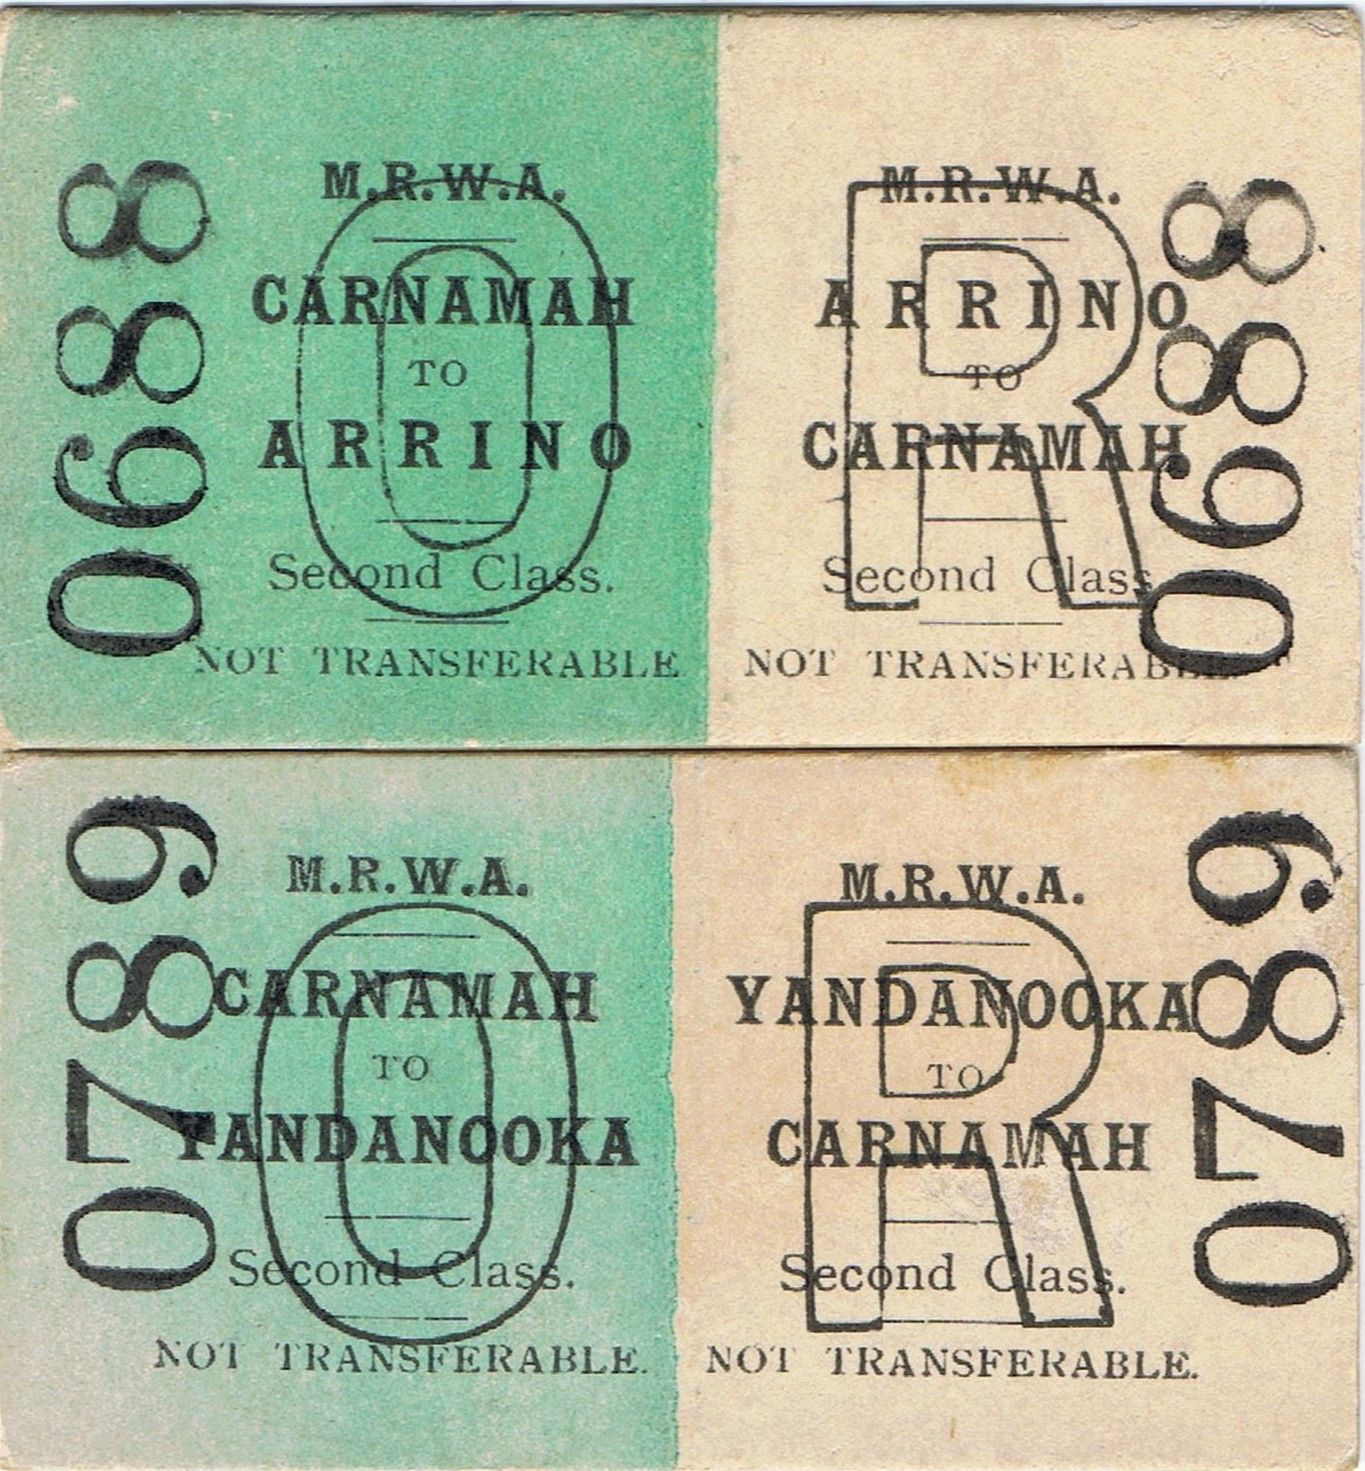 0688
M.R.W.A.
CARNAMAH
TO
ARRINO
Second Class.
NOT TRANSFERABLE
O
M.R.W.A.
ARRINO
TO
CARNAMAH
Second Class
NOT TRANSFERABLE
R
0688
0789
M.R.W.A.
CARNAMAH
TO
YANDANOOKA
Second Class.
NOT TRANSFERABLE.
O
M.R.W.A.
YANDANOOKA
TO
CARNAMAH
Second Class.
NOT TRANSFERABLE.
R
0789